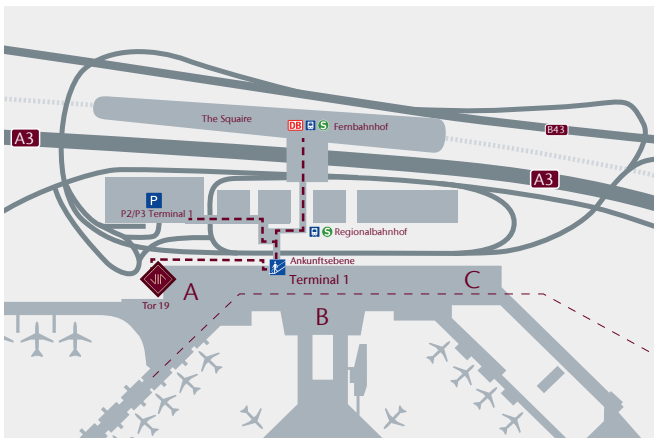 The Squaire
DB
S
Fernbahnhof
B43
A3
A3
P
P2/P3 Terminal 1
S
Regionalbahnhof
Ankunftsebene
Terminal 1
A
C
Tor 19
B